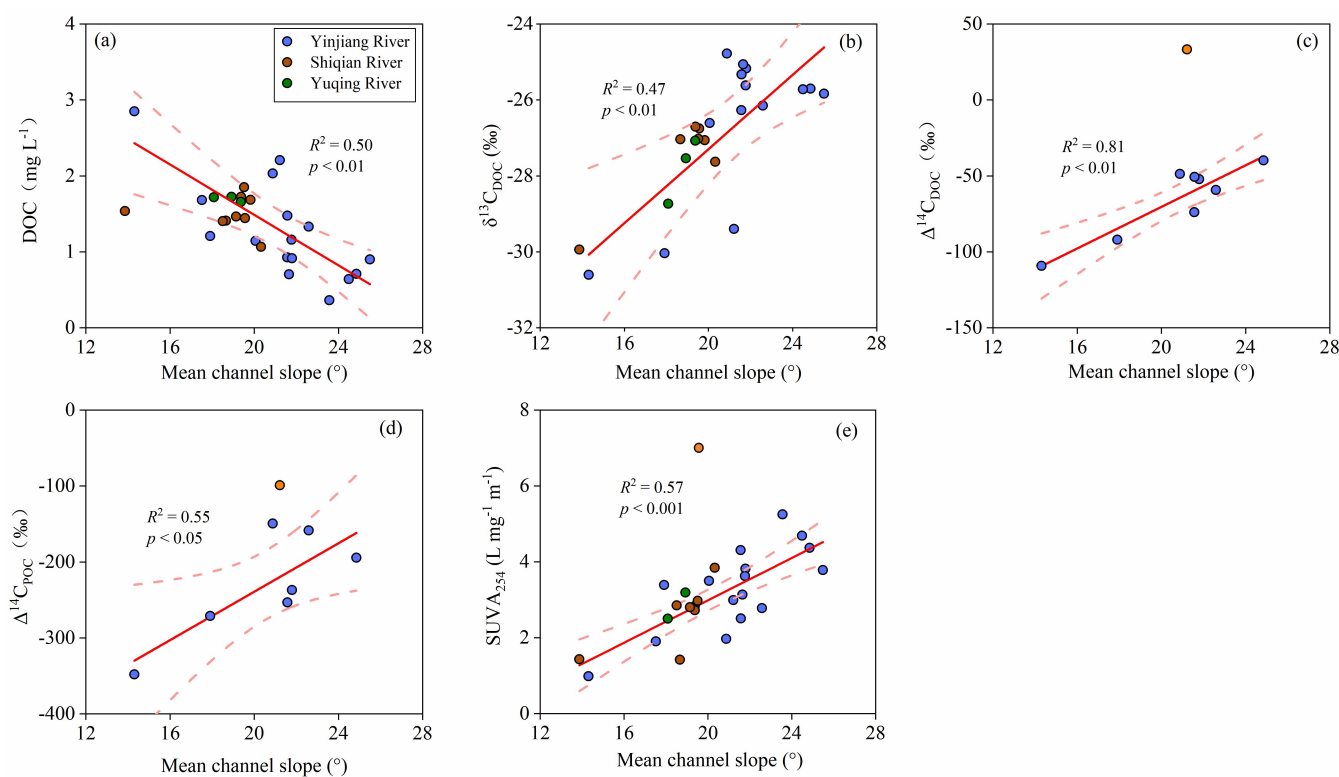 (a)
Yinjiang River
Shiqian River
Yuqing River
R² = 0.50
p < 0.01
DOC（mg L⁻¹）
4
3
2
1
0
12 16 20 24 28
Mean channel slope (°)
(b)
R² = 0.47
p < 0.01
δ¹³C_DOC (‰)
-24
-26
-28
-30
-32
12 16 20 24 28
Mean channel slope (°)
(c)
R² = 0.81
p < 0.01
Δ¹⁴C_DOC（‰）
50
0
-50
-100
-150
12 16 20 24 28
Mean channel slope (°)
(d)
R² = 0.55
p < 0.05
Δ¹⁴C_POC（‰）
0
-100
-200
-300
-400
12 16 20 24 28
Mean channel slope (°)
(e)
R² = 0.57
p < 0.001
SUVA₂₅₄ (L mg⁻¹ m⁻¹)
8
6
4
2
0
12 16 20 24 28
Mean channel slope (°)